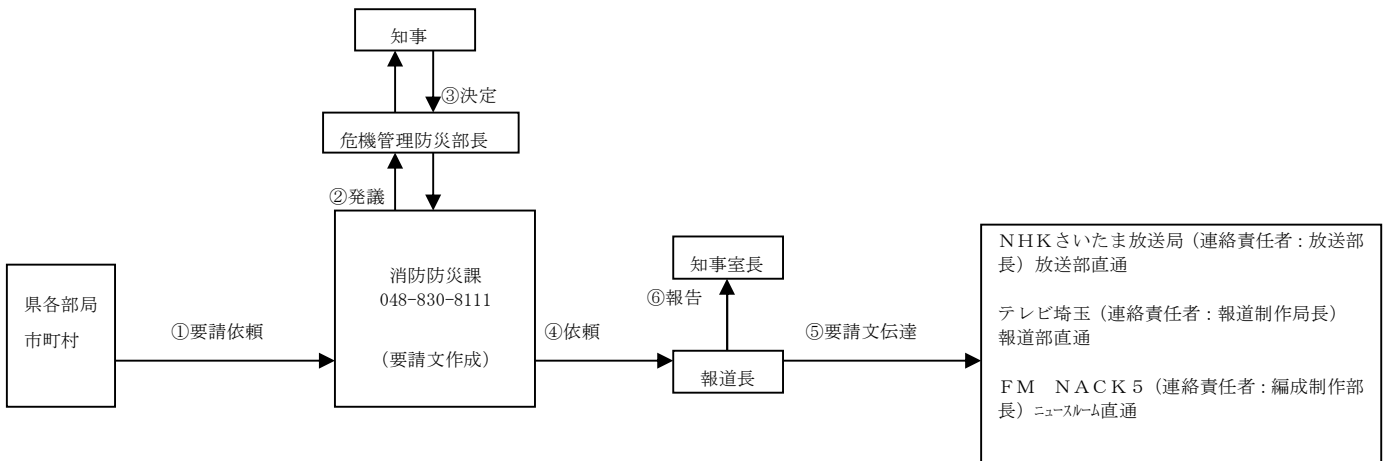 知事
③決定
危機管理防災部長
②発議
県各部局
市町村
①要請依頼
消防防災課
048-830-8111
(要請文作成)
④依頼
知事室長
⑥報告
報道長
⑤要請文伝達
ＮＨＫさいたま放送局（連絡責任者：放送部
長）放送部直通
テレビ埼玉（連絡責任者：報道制作局長）
報道部直通
ＦＭ　ＮＡＣＫ５（連絡責任者：編成制作部
長）ﾆｭｰｽﾙｰﾑ直通